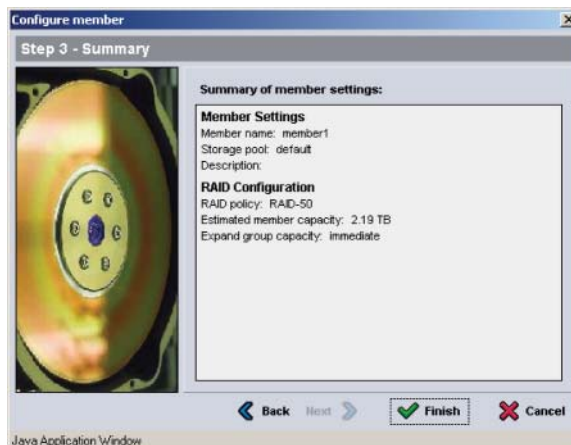 Configure member
Step 3 - Summary
Summary of member settings:
Member Settings
Member name: member1
Storage pool: default
Description:
RAID Configuration
RAID policy: RAID-50
Estimated member capacity: 2.19 TB
Expand group capacity: immediate
Back Next Finish Cancel
Java Application Window